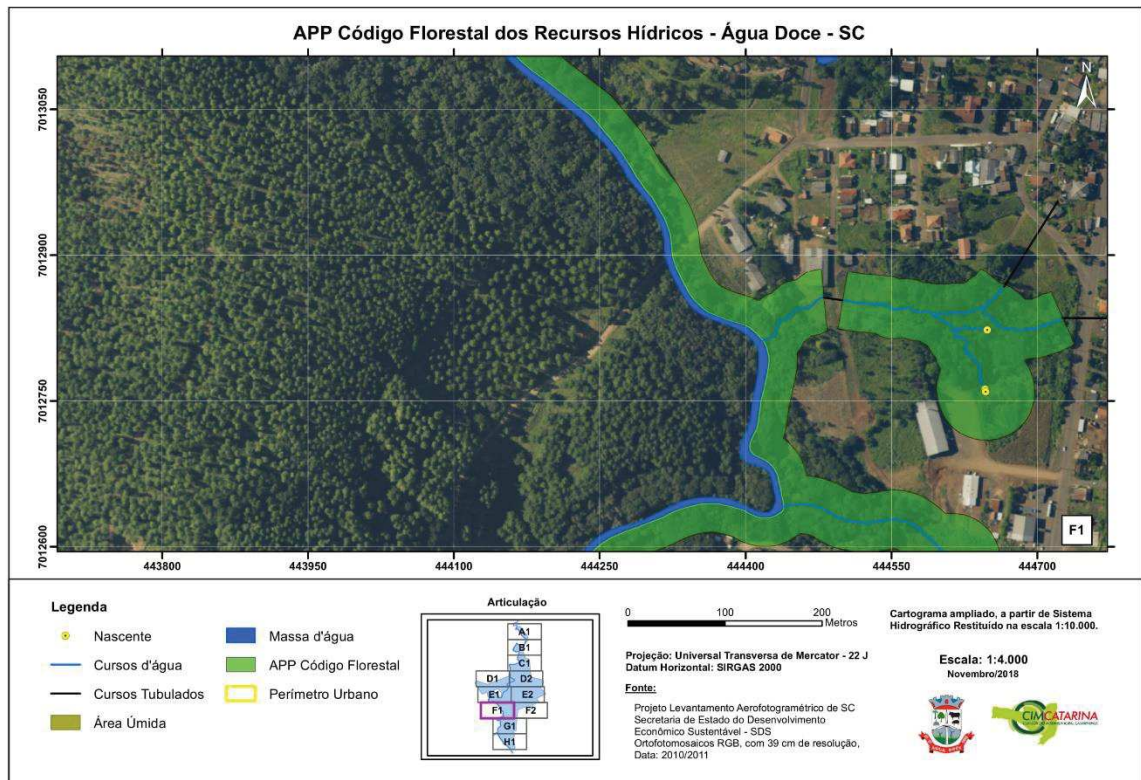 APP Código Florestal dos Recursos Hídricos - Água Doce - SC
N
7013050
7012900
7012750
7012600
F1
443800
443950
444100
444250
444400
444550
444700
Legenda
Nascente
Cursos d'água
Cursos Tubulados
Área Úmida
Massa d'água
APP Código Florestal
Perímetro Urbano
Articulação
A1
B1
C1
D1
D2
E1
E2
F1
F2
G1
H1
0
100
200
Metros
Projeção: Universal Transversa de Mercator - 22 J
Datum Horizontal: SIRGAS 2000
Fonte:
Projeto Levantamento Aerofotogramétrico de SC
Secretaria de Estado do Desenvolvimento
Econômico Sustentável - SDS
Ortofotomosaicos RGB, com 39 cm de resolução,
Data: 2010/2011
Cartograma ampliado, a partir de Sistema
Hidrográfico Restituído na escala 1:10.000.
Escala: 1:4.000
Novembro/2018
CIMCATARINA